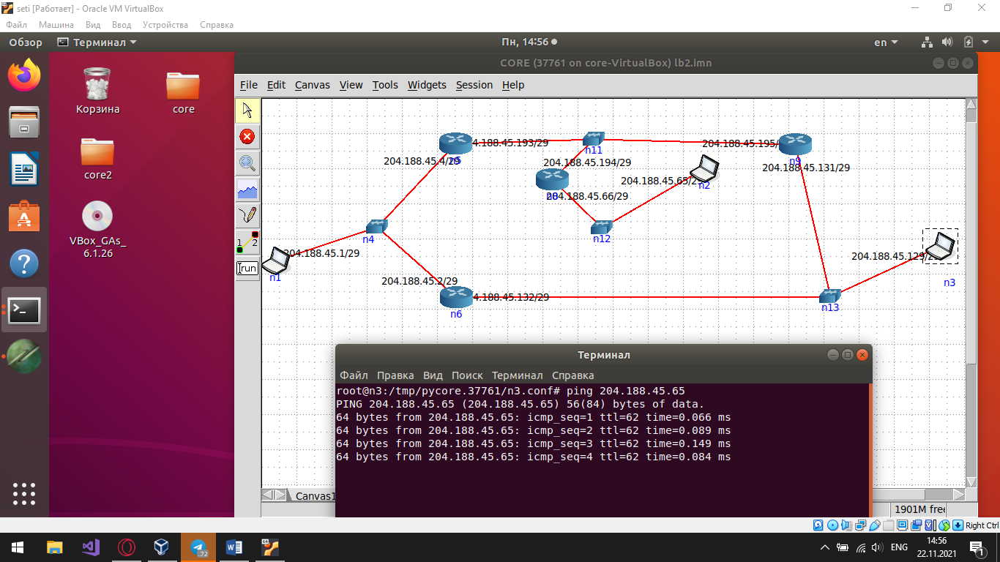 seti [Работает] - Oracle VM VirtualBox
Файл Машина Вид Ввод Устройства Справка
Обзор Терминал Пн, 14:56 en
CORE (37761 on core-VirtualBox) lb2.imn
File Edit Canvas View Tools Widgets Session Help
Корзина
core
core2
VBox_GAs_
6.1.26
4.188.45.193/29
n11
204.188.45.195/
n9
204.188.45.4/29
204.188.45.194/29
204.188.45.131/29
204.188.45.65/
n2
204.188.45.66/29
n4
n12
1 2
run
204.188.45.1/29
n1
204.188.45.129/
n3
204.188.45.2/29
4.188.45.132/29
n6
n13
Терминал
Файл Правка Вид Поиск Терминал Справка
root@n3:/tmp/pycore.37761/n3.conf# ping 204.188.45.65
PING 204.188.45.65 (204.188.45.65) 56(84) bytes of data.
64 bytes from 204.188.45.65: icmp_seq=1 ttl=62 time=0.066 ms
64 bytes from 204.188.45.65: icmp_seq=2 ttl=62 time=0.089 ms
64 bytes from 204.188.45.65: icmp_seq=3 ttl=62 time=0.149 ms
64 bytes from 204.188.45.65: icmp_seq=4 ttl=62 time=0.084 ms
Canvas1
1901M free
Right Ctrl
72
64
ENG
14:56
22.11.2021
1